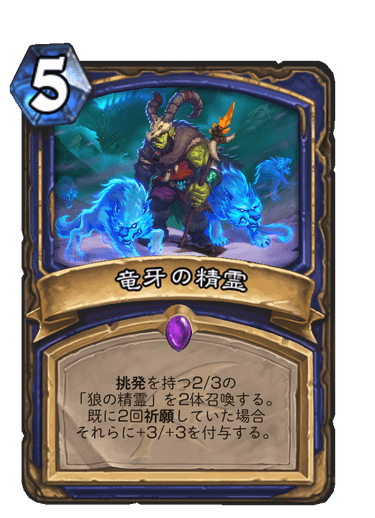 5
竜牙の精霊
挑発を持つ2/3の
「狼の精霊」を2体召喚する。
既に2回祈願していた場合
それらに+3/+3を付与する。